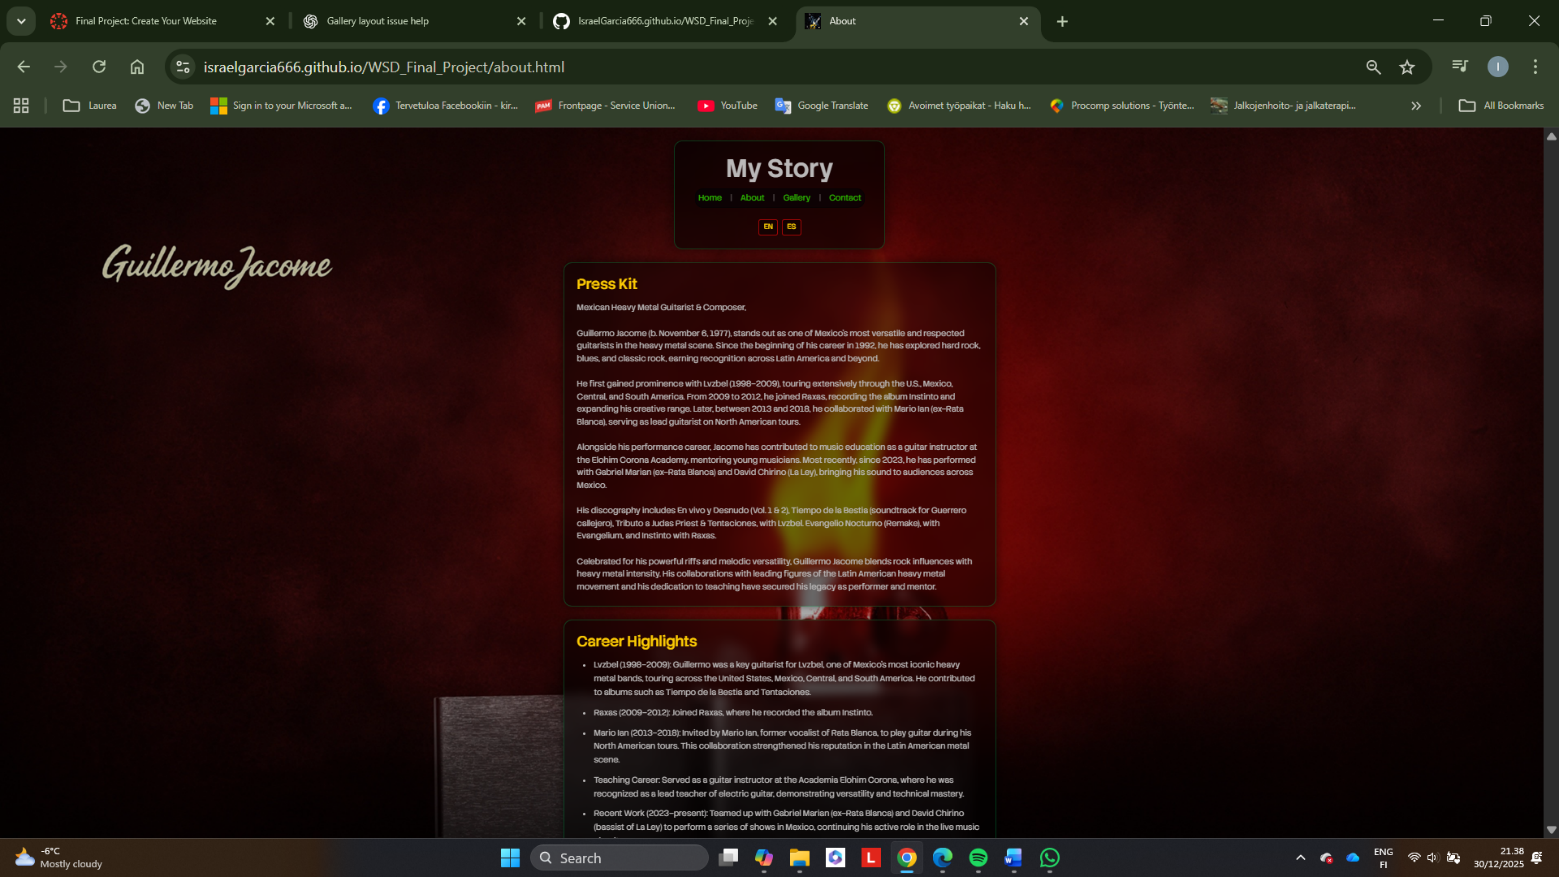 Final Project: Create Your Website
Gallery layout issue help
IsraelGarcia666.github.io/WSD_Final_Proje
About
israelgarcia666.github.io/WSD_Final_Project/about.html
I
Laurea
New Tab
Sign in to your Microsoft a...
Tervetuloa Facebookiin - kir...
PAM
Frontpage - Service Union...
YouTube
Google Translate
Avoimet työpaikat - Haku h...
Procomp solutions - Työnte...
Jalkojenhoito- ja jalkaterapi...
All Bookmarks
My Story
Home | About | Gallery | Contact
EN ES
Guillermo Jacome
Press Kit
Mexican Heavy Metal Guitarist & Composer,
Guillermo Jacome (b. November 6, 1977), stands out as one of Mexico's most versatile and respected
guitarists in the heavy metal scene. Since the beginning of his career in 1992, he has explored hard rock,
blues, and classic rock, earning recognition across Latin America and beyond.
He first gained prominence with Lvzbel (1998–2009), touring extensively through the U.S., Mexico,
Central, and South America. From 2009 to 2012, he joined Raxas, recording the album Instinto and
expanding his creative range. Later, between 2013 and 2018, he collaborated with Mario Ian (ex-Rata
Blanca), serving as lead guitarist on North American tours.
Alongside his performance career, Jacome has contributed to music education as a guitar instructor at
the Elohim Corona Academy, mentoring young musicians. Most recently, since 2023, he has performed
with Gabriel Marian (ex-Rata Blanca) and David Chirino (La Ley), bringing his sound to audiences across
Mexico.
His discography includes En vivo y Desnudo (Vol. 1 & 2), Tiempo de la Bestia (soundtrack for Guerrero
callejero), Tributo a Judas Priest & Tentaciones, with Lvzbel. Evangelio Nocturno (Remake), with
Evangelium, and Instinto with Raxas.
Celebrated for his powerful riffs and melodic versatility, Guillermo Jacome blends rock influences with
heavy metal intensity. His collaborations with leading figures of the Latin American heavy metal
movement and his dedication to teaching have secured his legacy as performer and mentor.
Career Highlights
• Lvzbel (1998–2009): Guillermo was a key guitarist for Lvzbel, one of Mexico's most iconic heavy
metal bands, touring across the United States, Mexico, Central, and South America. He contributed
to albums such as Tiempo de la Bestia and Tentaciones.
• Raxas (2009–2012): Joined Raxas, where he recorded the album Instinto.
• Mario Ian (2013–2018): Invited by Mario Ian, former vocalist of Rata Blanca, to play guitar during his
North American tours. This collaboration strengthened his reputation in the Latin American metal
scene.
• Teaching Career: Served as a guitar instructor at the Academia Elohim Corona, where he was
recognized as a lead teacher of electric guitar, demonstrating versatility and technical mastery.
• Recent Work (2023–present): Teamed up with Gabriel Marian (ex-Rata Blanca) and David Chirino
(bassist of La Ley) to perform a series of shows in Mexico, continuing his active role in the live music
-6°C
Mostly cloudy
Search
L
ENG
FI
21.38
30/12/2025